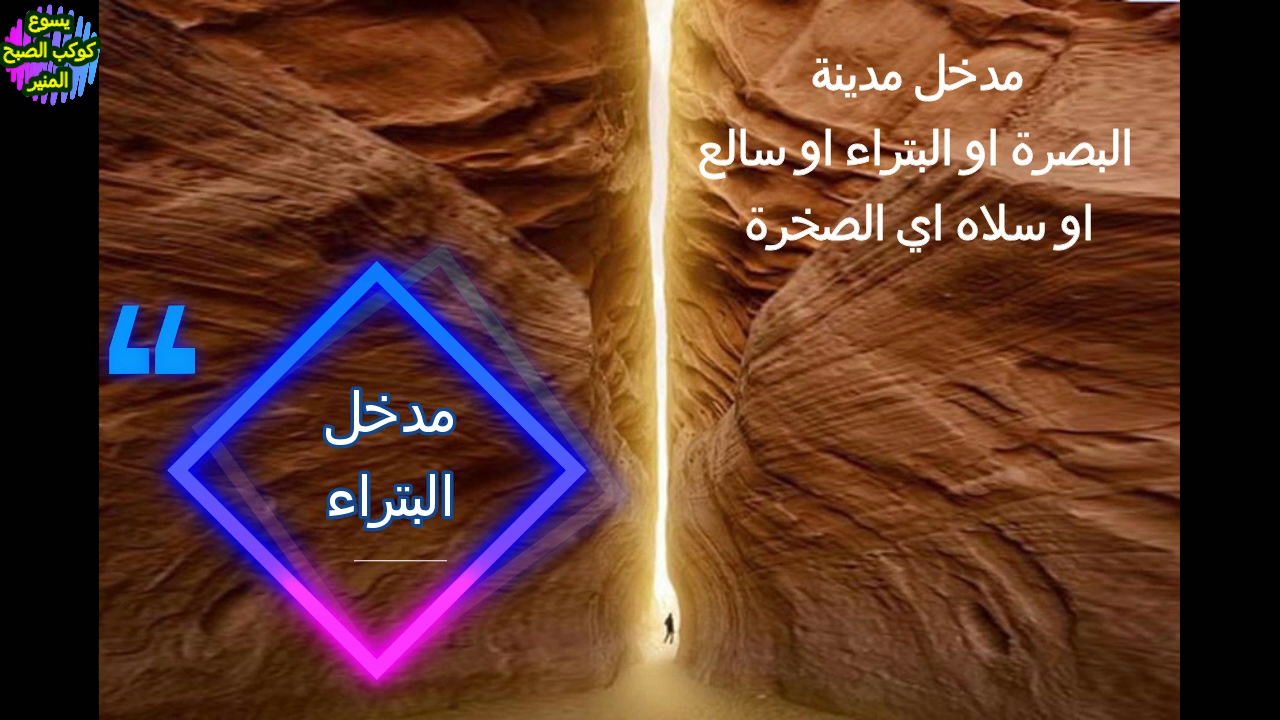 يسوع
كوكب الصبح
المنير
مدخل مدينة
البصرة او البتراء او سالع
او سلاه اي الصخرة
“
مدخل
البتراء